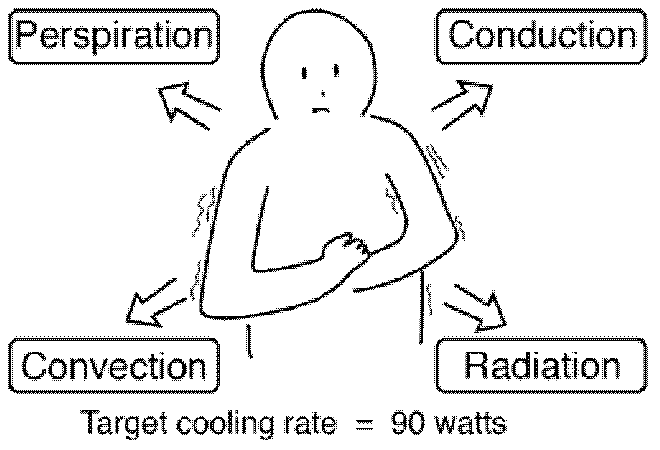 Perspiration
Conduction
Convection
Radiation
Target cooling rate = 90 watts